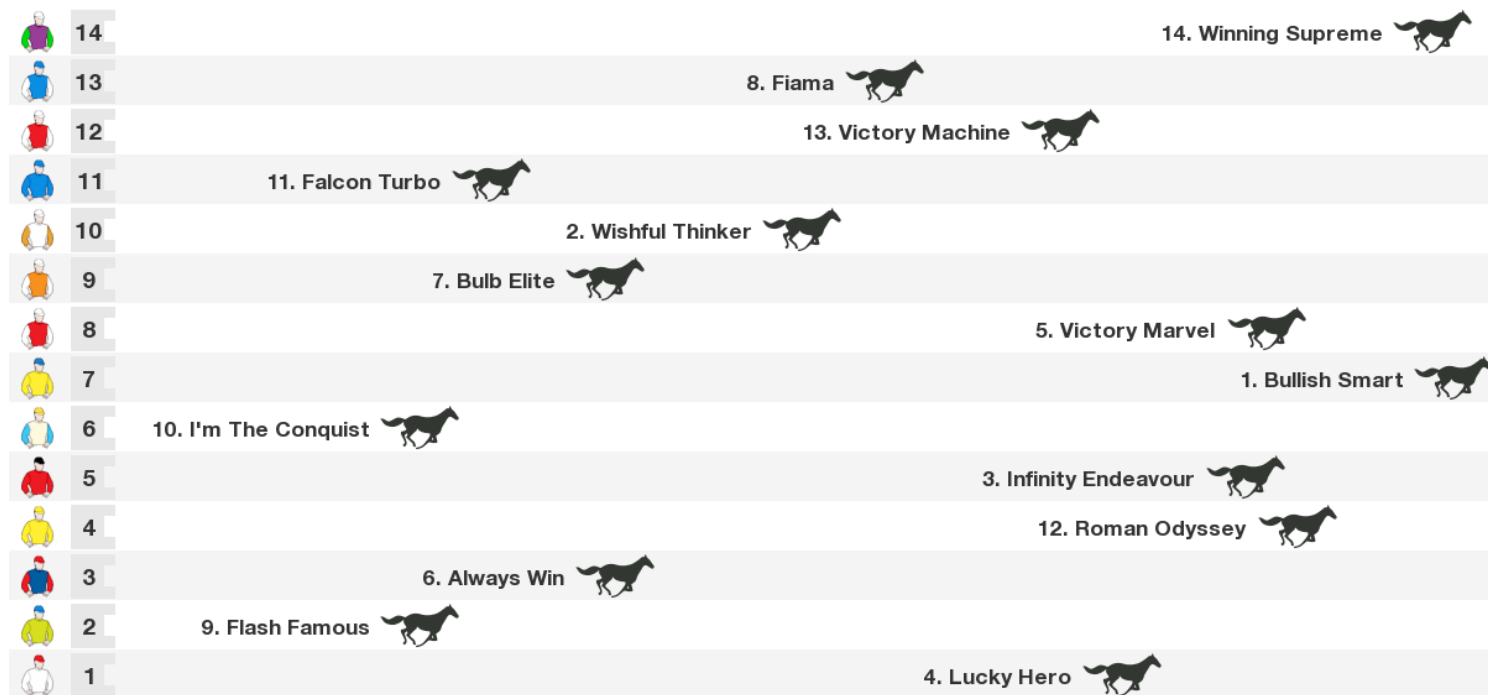 14 14. Winning Supreme
13 8. Fiama
12 13. Victory Machine
11 11. Falcon Turbo
10 2. Wishful Thinker
9 7. Bulb Elite
8 5. Victory Marvel
7 1. Bullish Smart
6 10. I'm The Conquist
5 3. Infinity Endeavour
4 12. Roman Odyssey
3 6. Always Win
2 9. Flash Famous
1 4. Lucky Hero